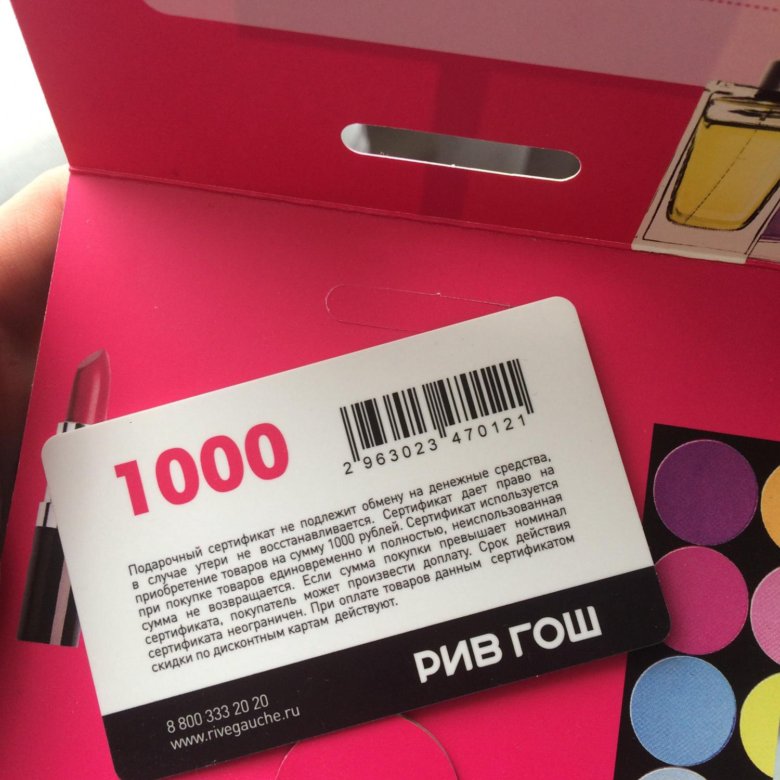 1000
2 963023 470121
Подарочный сертификат не подлежит обмену на денежные средства,
в случае утери не восстанавливается. Сертификат дает право на
приобретение товаров на сумму 1000 рублей. Сертификат используется
при покупке товаров единовременно и полностью, неиспользованная
сумма не возвращается. Если сумма покупки превышает номинал
сертификата, покупатель может произвести доплату. Срок действия
сертификата неограничен. При оплате товаров данным сертификатом
скидки по дисконтным картам действуют.
РИВ ГОШ
8 800 333 20 20
www.rivegauche.ru